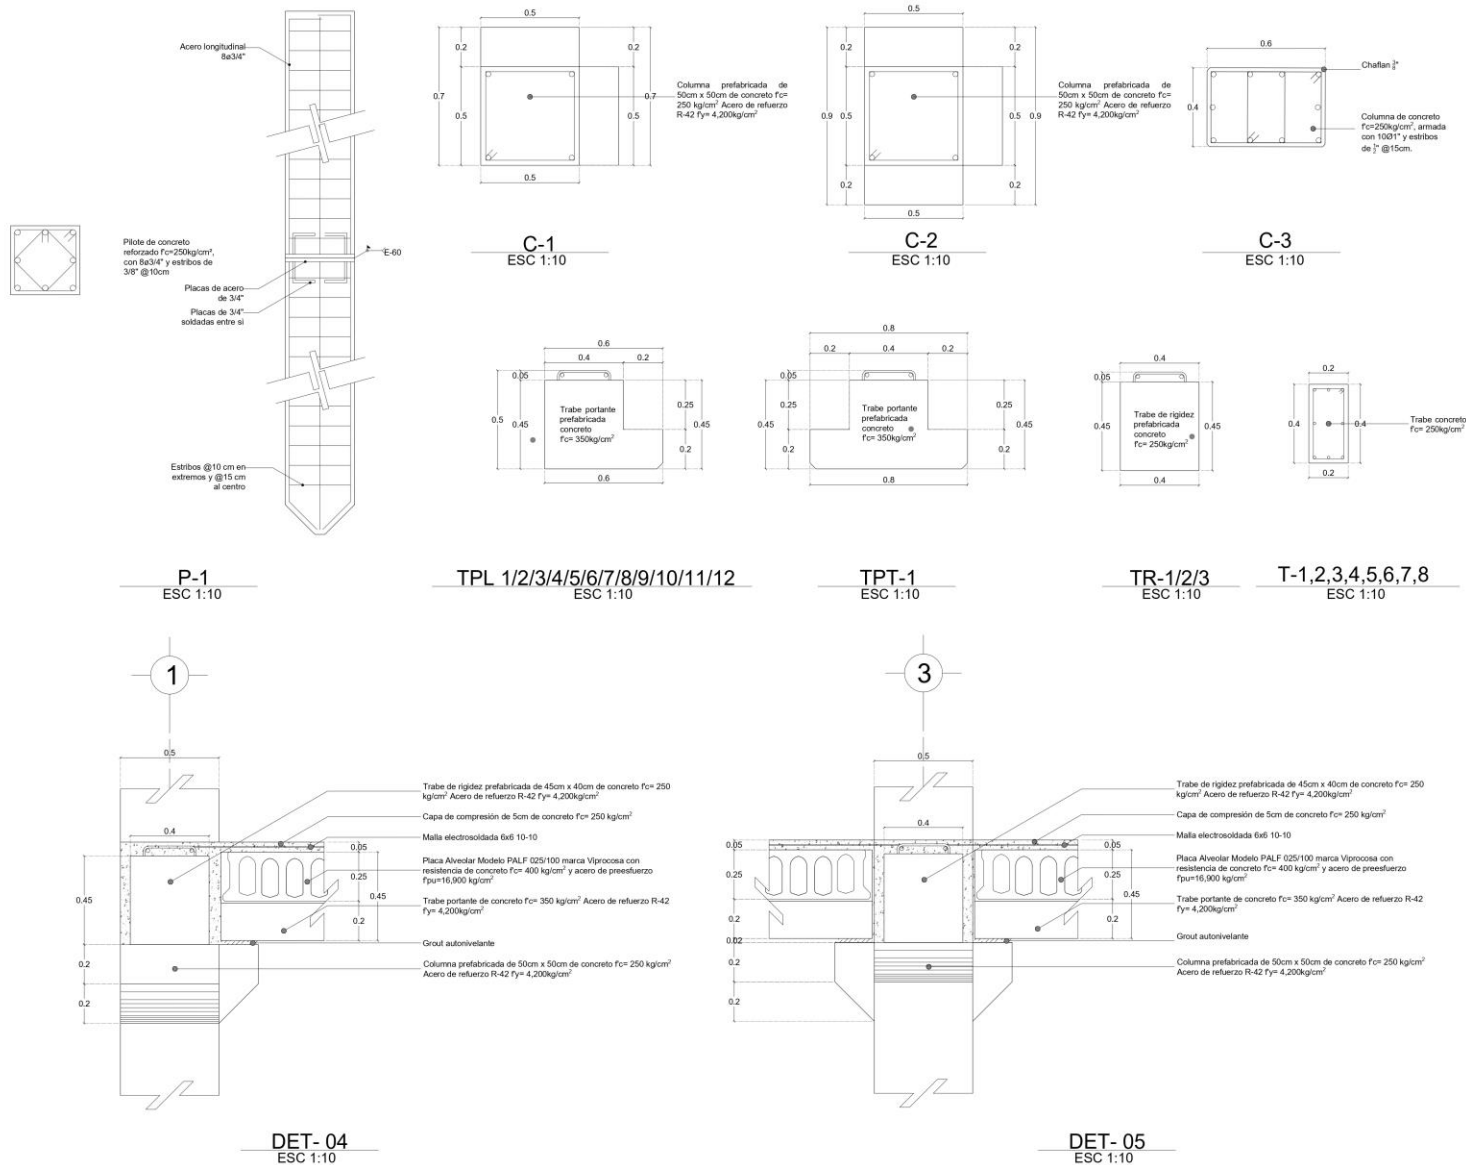 Acero longitudinal
8ø3/4"
Pilote de concreto
reforzado f'c=250kg/cm²,
con 8ø3/4" y estribos de
3/8" @10cm
E-60
Placas de acero
de 3/4"
Placas de 3/4"
soldadas entre si
Estribos @10 cm en
extremos y @15 cm
al centro
P-1
ESC 1:10
0.5
0.2
0.2
0.7
0.7
0.5
0.5
0.5
Columna prefabricada de
50cm x 50cm de concreto f'c=
250 kg/cm² Acero de refuerzo
R-42 f'y= 4,200kg/cm²
C-1
ESC 1:10
0.5
0.2
0.2
0.9
0.5
0.5
0.9
0.2
0.2
0.5
Columna prefabricada de
50cm x 50cm de concreto f'c=
250 kg/cm² Acero de refuerzo
R-42 f'y= 4,200kg/cm²
C-2
ESC 1:10
0.6
0.4
Chaflan
Columna de concreto
f'c=250kg/cm², armada
con 10Ø1" y estribos
de ½" @15cm.
C-3
ESC 1:10
0.6
0.4
0.2
0.05
0.25
0.5
0.45
0.45
0.2
0.6
Trabe portante
prefabricada
concreto
f'c= 350kg/cm²
TPL 1/2/3/4/5/6/7/8/9/10/11/12
ESC 1:10
0.8
0.2
0.4
0.2
0.05
0.25
0.25
0.45
0.45
0.2
0.2
0.8
Trabe portante
prefabricada
concreto
f'c= 350kg/cm²
TPT-1
ESC 1:10
0.4
0.05
0.45
0.45
0.4
Trabe de rigidez
prefabricada
concreto
f'c= 250kg/cm²
TR-1/2/3
ESC 1:10
0.2
0.4
0.4
0.2
Trabe concreto
f'c= 250kg/cm²
T-1,2,3,4,5,6,7,8
ESC 1:10
1
0.5
0.4
0.05
0.25
0.45
0.45
0.2
0.2
0.2
Trabe de rigidez prefabricada de 45cm x 40cm de concreto f'c= 250
kg/cm² Acero de refuerzo R-42 f'y= 4,200kg/cm²
Capa de compresión de 5cm de concreto f'c= 250 kg/cm²
Malla electrosoldada 6x6 10-10
Placa Alveolar Modelo PALF 025/100 marca Viprocosa con
resistencia de concreto f'c= 400 kg/cm² y acero de preesfuerzo
f'pu=16,900 kg/cm²
Trabe portante de concreto f'c= 350 kg/cm² Acero de refuerzo R-42
f'y= 4,200kg/cm²
Grout autonivelante
Columna prefabricada de 50cm x 50cm de concreto f'c= 250 kg/cm²
Acero de refuerzo R-42 f'y= 4,200kg/cm²
DET- 04
ESC 1:10
3
0.5
0.4
0.05
0.05
0.25
0.25
0.45
0.2
0.2
0.02
0.2
0.2
Trabe de rigidez prefabricada de 45cm x 40cm de concreto f'c= 250
kg/cm² Acero de refuerzo R-42 f'y= 4,200kg/cm²
Capa de compresión de 5cm de concreto f'c= 250 kg/cm²
Malla electrosoldada 6x6 10-10
Placa Alveolar Modelo PALF 025/100 marca Viprocosa con
resistencia de concreto f'c= 400 kg/cm² y acero de preesfuerzo
f'pu=16,900 kg/cm²
Trabe portante de concreto f'c= 350 kg/cm² Acero de refuerzo R-42
f'y= 4,200kg/cm²
Grout autonivelante
Columna prefabricada de 50cm x 50cm de concreto f'c= 250 kg/cm²
Acero de refuerzo R-42 f'y= 4,200kg/cm²
DET- 05
ESC 1:10